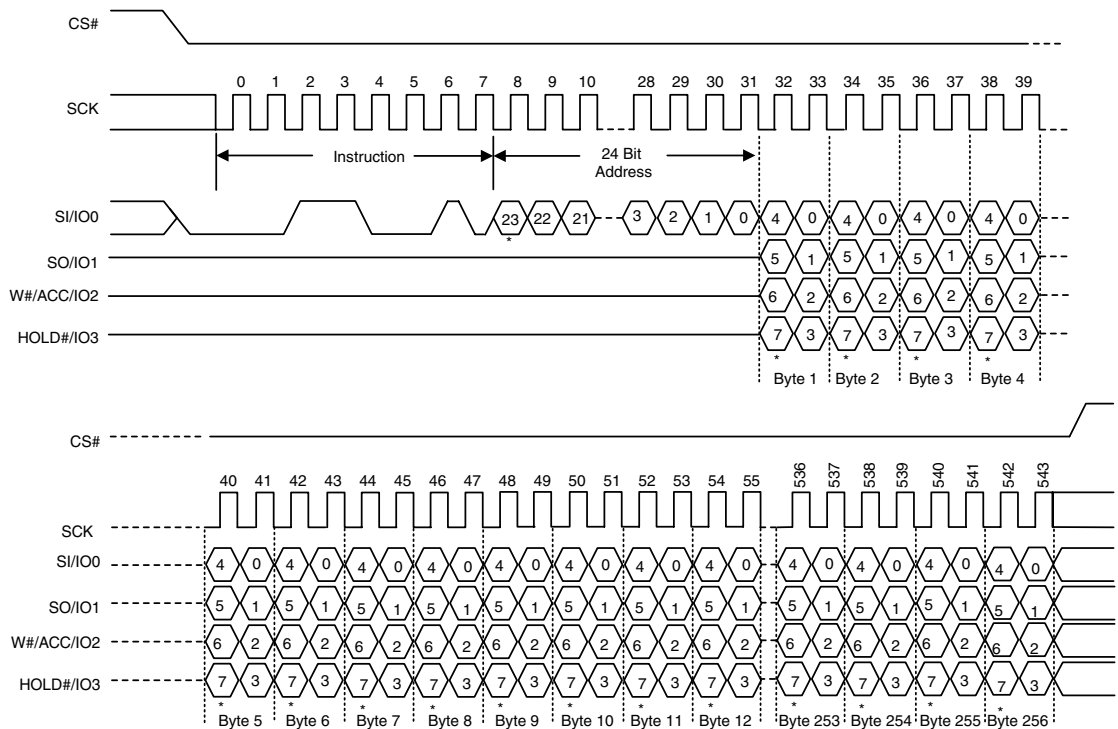 CS#
0 1 2 3 4 5 6 7 8 9 10 28 29 30 31 32 33 34 35 36 37 38 39
SCK
Instruction 24 Bit
Address
SI/IO0 23 22 21 3 2 1 0 4 0 4 0 4 0 4 0
*
SO/IO1 5 1 5 1 5 1 5 1
W#/ACC/IO2 6 2 6 2 6 2 6 2
HOLD#/IO3 7 3 7 3 7 3 7 3
* * * *
Byte 1 Byte 2 Byte 3 Byte 4
CS#
40 41 42 43 44 45 46 47 48 49 50 51 52 53 54 55 536 537 538 539 540 541 542 543
SCK
SI/IO0 4 0 4 0 4 0 4 0 4 0 4 0 4 0 4 0 4 0 4 0 4 0 4 0
SO/IO1 5 1 5 1 5 1 5 1 5 1 5 1 5 1 5 1 5 1 5 1 5 1 5 1
W#/ACC/IO2 6 2 6 2 6 2 6 2 6 2 6 2 6 2 6 2 6 2 6 2 6 2 6 2
HOLD#/IO3 7 3 7 3 7 3 7 3 7 3 7 3 7 3 7 3 7 3 7 3 7 3 7 3
* * * * * * * * * * * *
Byte 5 Byte 6 Byte 7 Byte 8 Byte 9 Byte 10 Byte 11 Byte 12 Byte 253 Byte 254 Byte 255 Byte 256